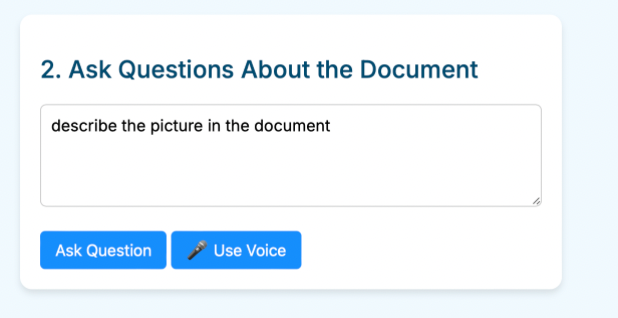 2. Ask Questions About the Document
describe the picture in the document
Ask Question
🎤 Use Voice